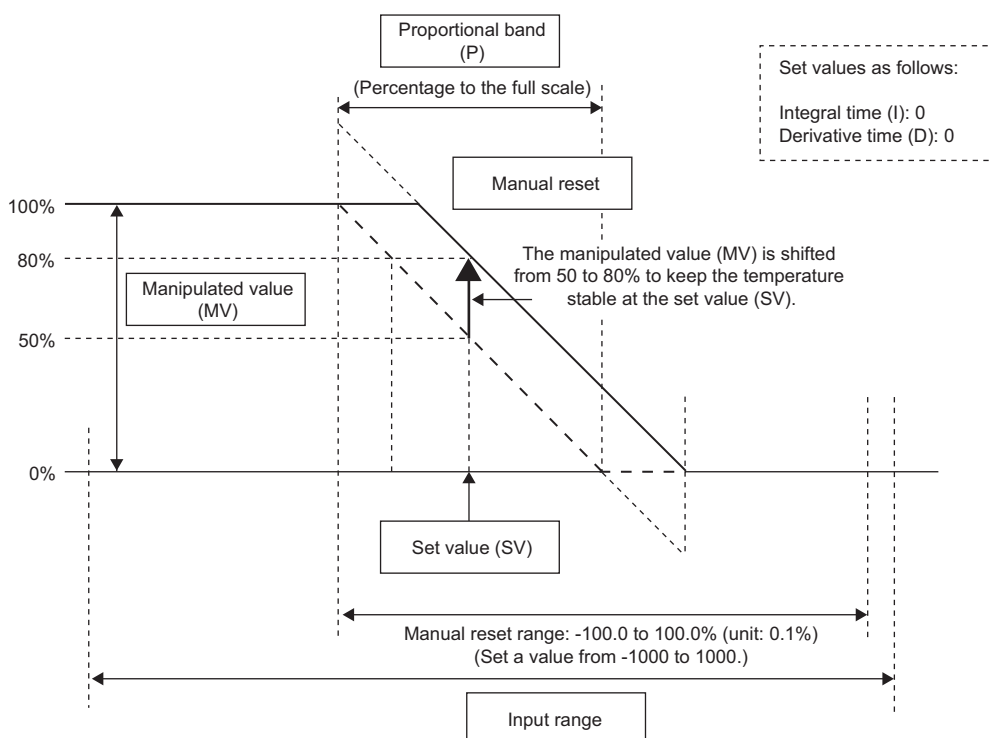 Proportional band
(P)
(Percentage to the full scale)
Set values as follows:
Integral time (I): 0
Derivative time (D): 0
Manual reset
100%
80%
The manipulated value (MV) is shifted
from 50 to 80% to keep the temperature
stable at the set value (SV).
Manipulated value
(MV)
50%
0%
Set value (SV)
Manual reset range: -100.0 to 100.0% (unit: 0.1%)
(Set a value from -1000 to 1000.)
Input range